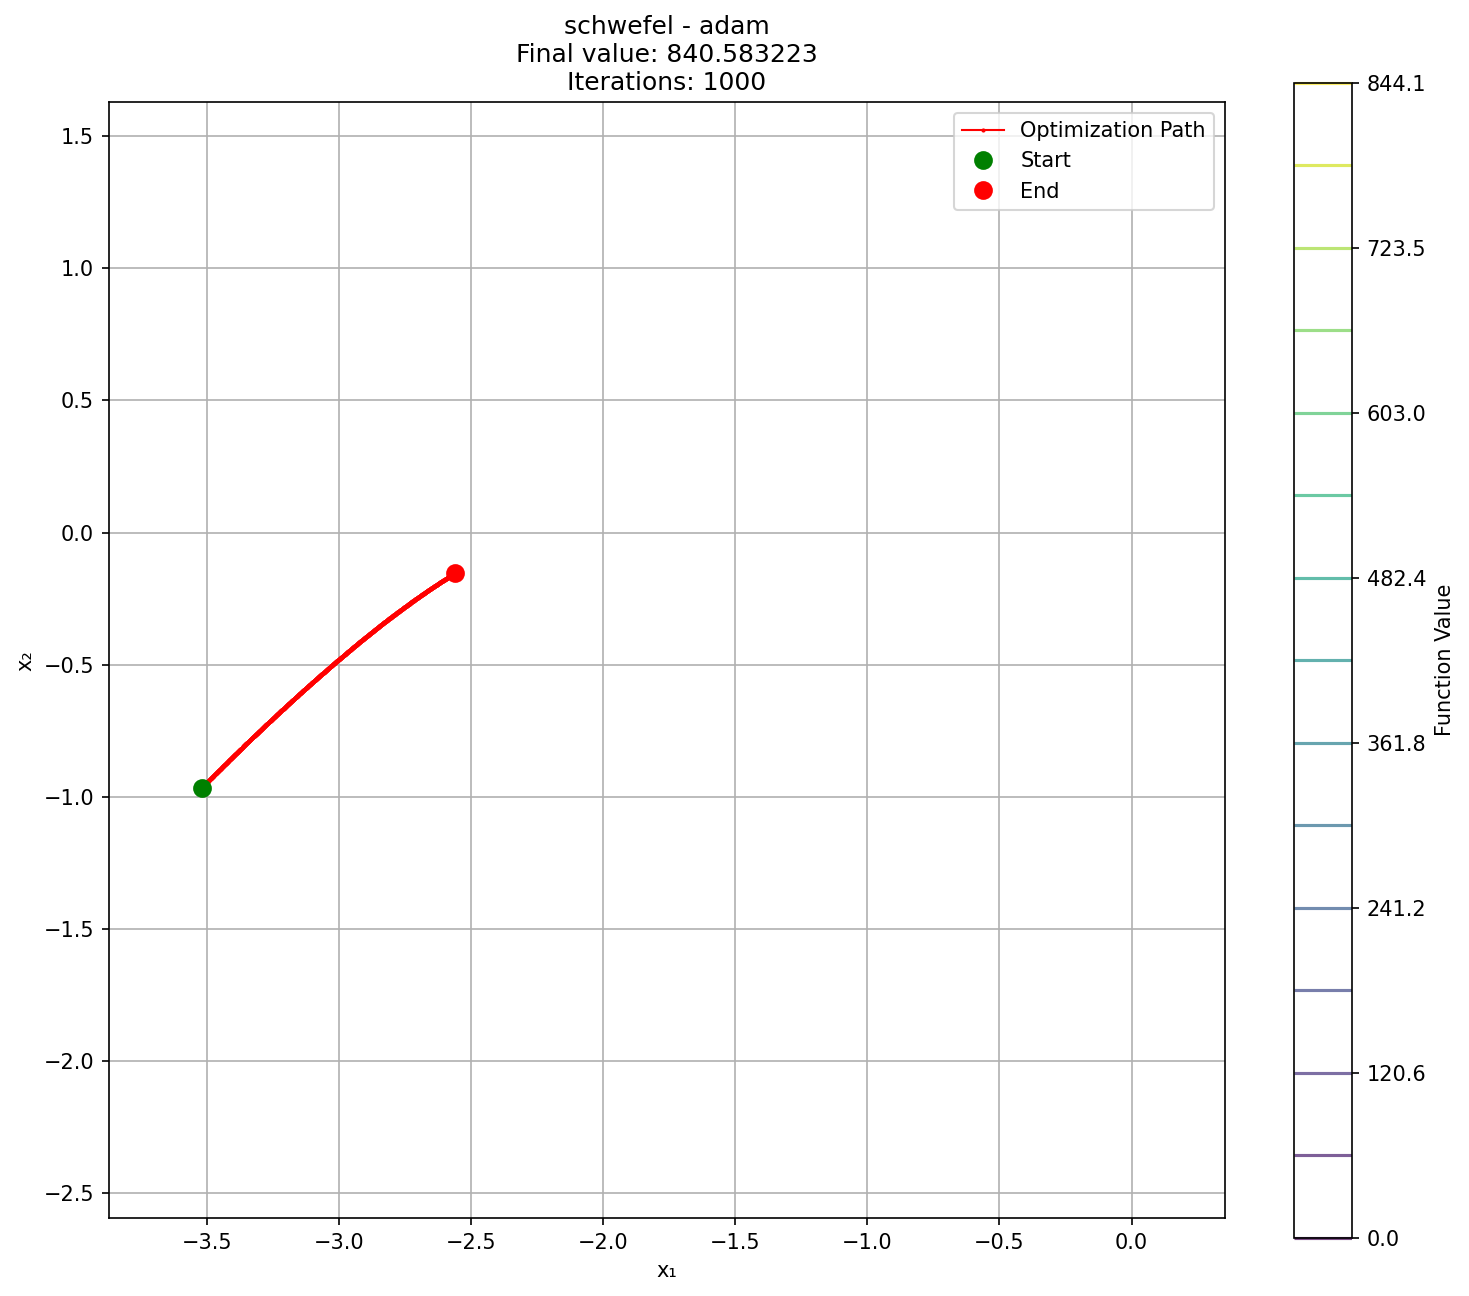 schwefel - adam
Final value: 840.583223
Iterations: 1000
Optimization Path
Start
End
1.5
1.0
0.5
0.0
−0.5
−1.0
−1.5
−2.0
−2.5
x₂
−3.5
−3.0
−2.5
−2.0
−1.5
−1.0
−0.5
0.0
x₁
844.1
723.5
603.0
482.4
361.8
241.2
120.6
0.0
Function Value